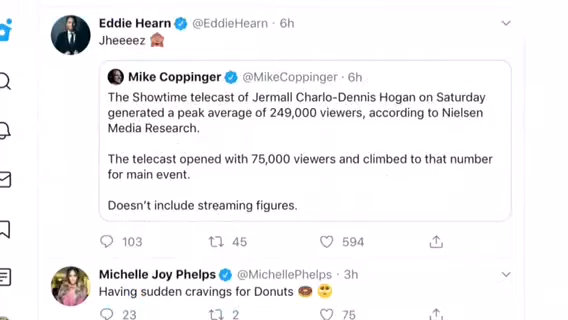 Eddie Hearn @EddieHearn · 6h
Jheeeez 🙈
Mike Coppinger @MikeCoppinger · 6h
The Showtime telecast of Jermall Charlo-Dennis Hogan on Saturday
generated a peak average of 249,000 viewers, according to Nielsen
Media Research.
The telecast opened with 75,000 viewers and climbed to that number
for main event.
Doesn't include streaming figures.
103 45 594
Michelle Joy Phelps @MichellePhelps · 3h
Having sudden cravings for Donuts 🍩 🥺
23 2 75